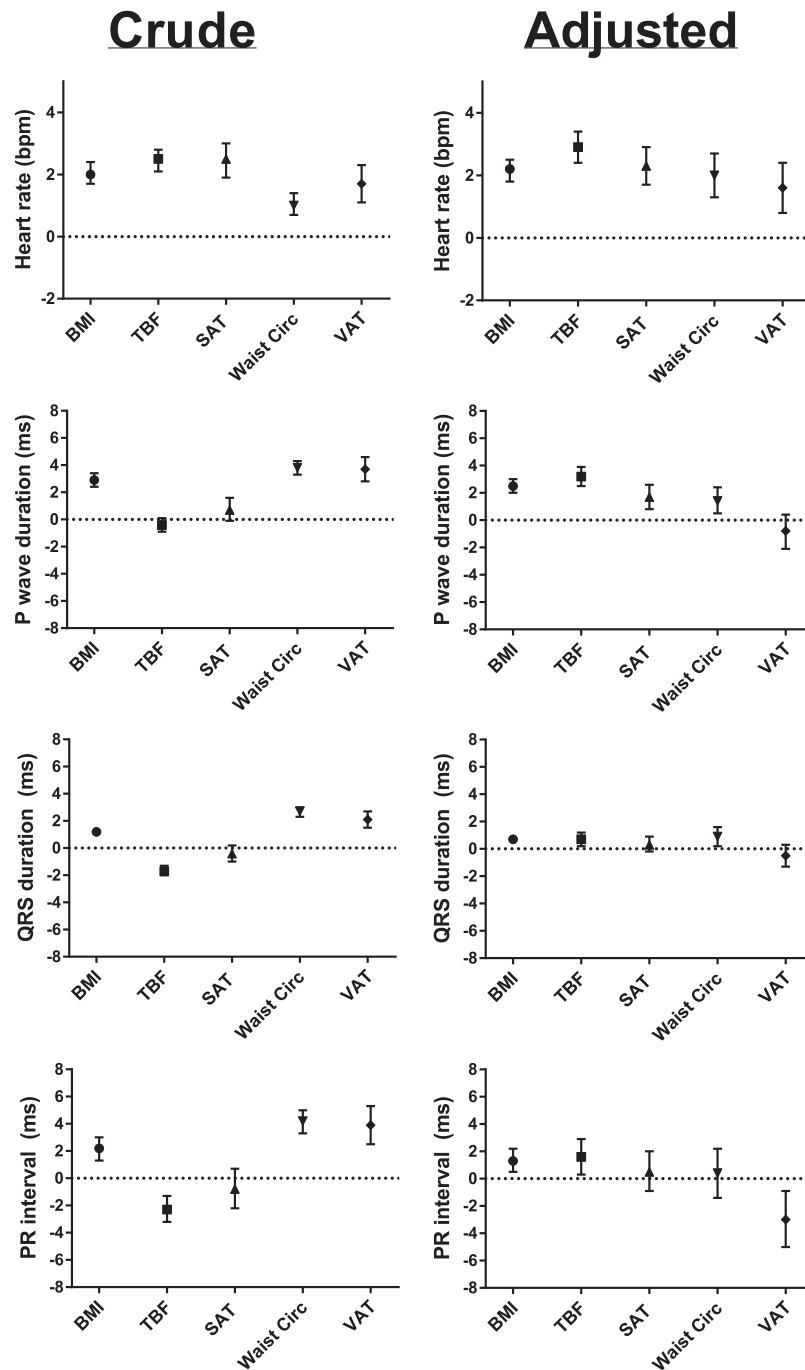 Crude
Adjusted
Heart rate (bpm)
4
2
0
-2
BMI
TBF
SAT
Waist Circ
VAT
Heart rate (bpm)
4
2
0
-2
BMI
TBF
SAT
Waist Circ
VAT
P wave duration (ms)
8
6
4
2
0
-2
-4
-6
-8
BMI
TBF
SAT
Waist Circ
VAT
P wave duration (ms)
8
6
4
2
0
-2
-4
-6
-8
BMI
TBF
SAT
Waist Circ
VAT
QRS duration (ms)
8
6
4
2
0
-2
-4
-6
-8
BMI
TBF
SAT
Waist Circ
VAT
QRS duration (ms)
8
6
4
2
0
-2
-4
-6
-8
BMI
TBF
SAT
Waist Circ
VAT
PR interval (ms)
8
6
4
2
0
-2
-4
-6
-8
BMI
TBF
SAT
Waist Circ
VAT
PR interval (ms)
8
6
4
2
0
-2
-4
-6
-8
BMI
TBF
SAT
Waist Circ
VAT